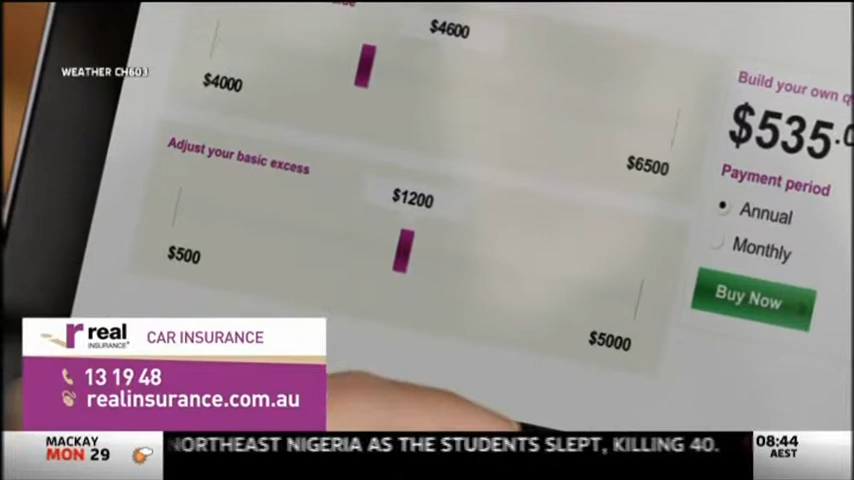 $4600
WEATHER CH603
$4000
$6500
Build your own q
$535.
Payment period
Annual
Monthly
Buy Now
Adjust your basic excess
$1200
$500
$5000
real
INSURANCE
CAR INSURANCE
13 19 48
realinsurance.com.au
MACKAY
MON 29
NORTHEAST NIGERIA AS THE STUDENTS SLEPT, KILLING 40.
08:44
AEST